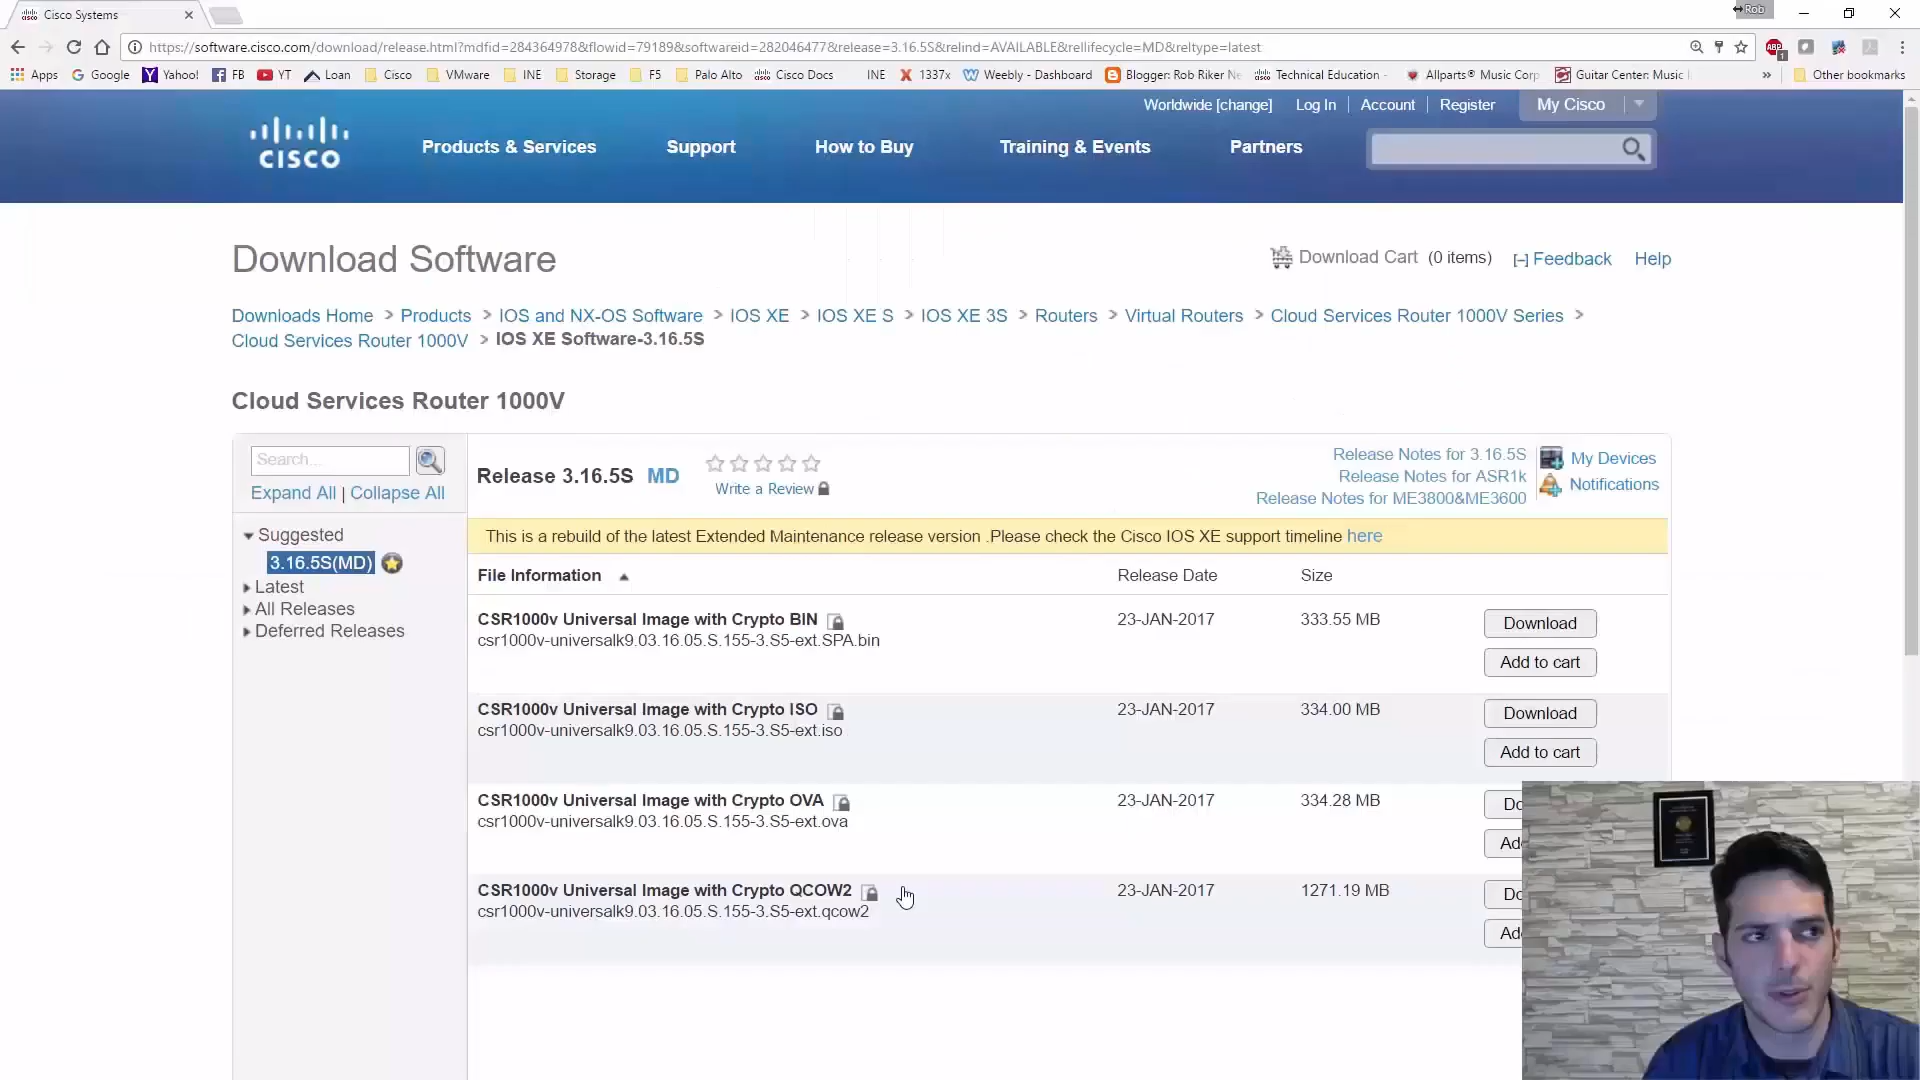 Cisco Systems
Rob
https://software.cisco.com/download/release.html?mdfid=284364978&flowid=79189&softwareid=282046477&release=3.16.5S&relind=AVAILABLE&rellifecycle=MD&reltype=latest
Apps Google Yahoo! FB YT Loan Cisco VMware INE Storage F5 Palo Alto Cisco Docs INE 1337x Weebly - Dashboard Blogger: Rob Riker Ne Technical Education - Allparts® Music Corp Guitar Center: Music » Other bookmarks
Worldwide [change] Log In Account Register My Cisco
CISCO
Products & Services Support How to Buy Training & Events Partners
Download Software
Download Cart (0 items) [–] Feedback Help
Downloads Home > Products > IOS and NX-OS Software > IOS XE > IOS XE S > IOS XE 3S > Routers > Virtual Routers > Cloud Services Router 1000V Series >
Cloud Services Router 1000V > IOS XE Software-3.16.5S
Cloud Services Router 1000V
Search...
Expand All | Collapse All
Suggested
3.16.5S(MD)
Latest
All Releases
Deferred Releases
Release 3.16.5S MD
Write a Review
Release Notes for 3.16.5S
Release Notes for ASR1k
Release Notes for ME3800&ME3600
My Devices
Notifications
This is a rebuild of the latest Extended Maintenance release version .Please check the Cisco IOS XE support timeline here
File Information Release Date Size
CSR1000v Universal Image with Crypto BIN 23-JAN-2017 333.55 MB Download
csr1000v-universalk9.03.16.05.S.155-3.S5-ext.SPA.bin
Add to cart
CSR1000v Universal Image with Crypto ISO 23-JAN-2017 334.00 MB Download
csr1000v-universalk9.03.16.05.S.155-3.S5-ext.iso
Add to cart
CSR1000v Universal Image with Crypto OVA 23-JAN-2017 334.28 MB Do
csr1000v-universalk9.03.16.05.S.155-3.S5-ext.ova
Ad
CSR1000v Universal Image with Crypto QCOW2 23-JAN-2017 1271.19 MB Do
csr1000v-universalk9.03.16.05.S.155-3.S5-ext.qcow2
Ad